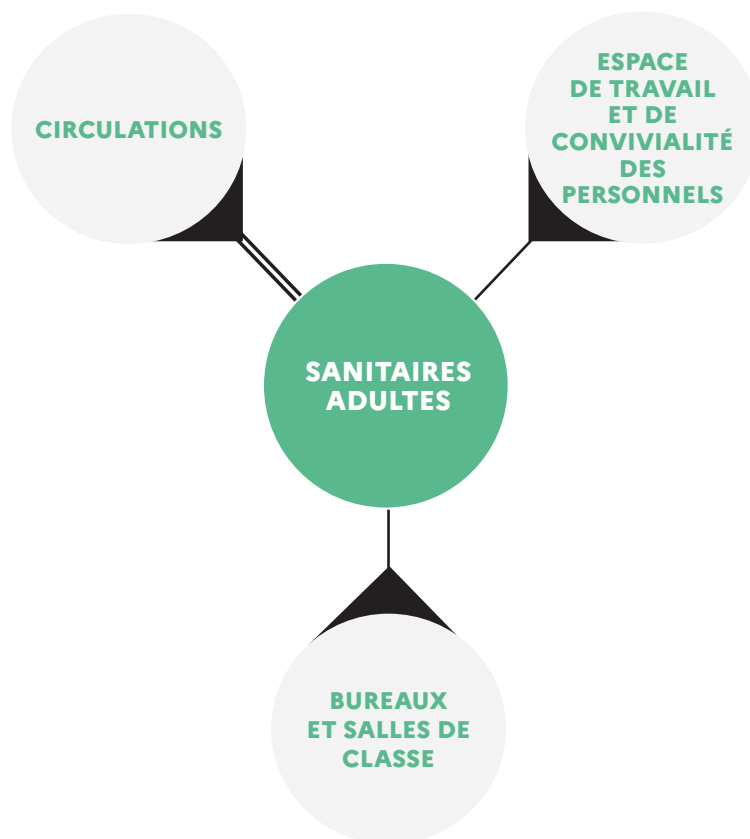 CIRCULATIONS
ESPACE
DE TRAVAIL
ET DE
CONVIVIALITÉ
DES
PERSONNELS
SANITAIRES
ADULTES
BUREAUX
ET SALLES DE
CLASSE